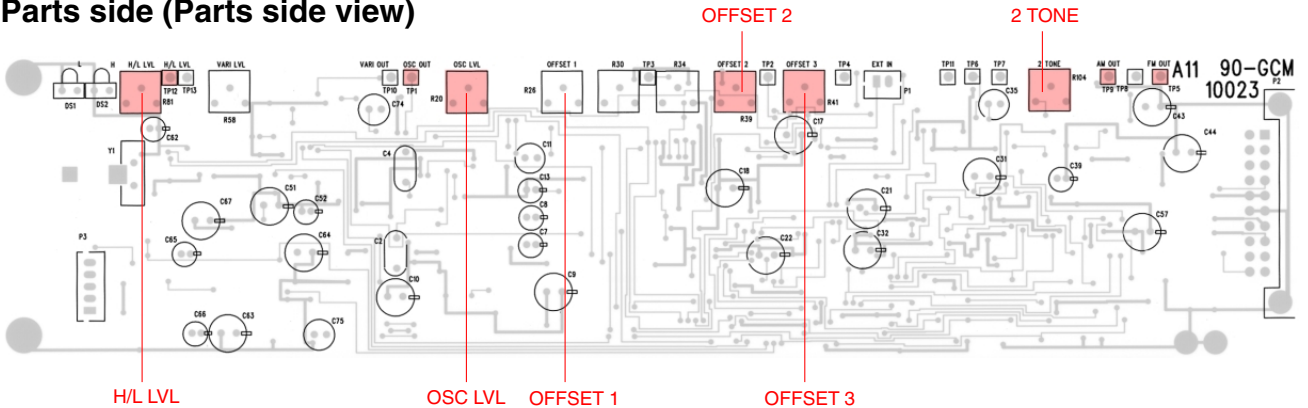 Parts side (Parts side view)
OFFSET 2
2 TONE
L
H
H/L LVL
H/L LVL
VARI LVL
VARI OUT
OSC OUT
OSC LVL
OFFSET 1
R30
TP3
R34
OFFSET 2
TP2
OFFSET 3
TP4
EXT IN
TP11
TP6
TP7
2 TONE
AM OUT
FM OUT
A11
90-GCM
10023
P2
DS1
DS2
R81
TP12
TP13
R58
TP10
TP1
C74
R20
R26
R39
R41
P1
C35
R104
TP9
TP8
TP5
C43
C62
C17
C44
Y1
C4
C11
C31
C39
C18
C13
C51
C52
C67
C8
C21
C57
P3
C65
C64
C2
C7
C22
C32
C10
C9
C66
C63
C75
H/L LVL
OSC LVL
OFFSET 1
OFFSET 3